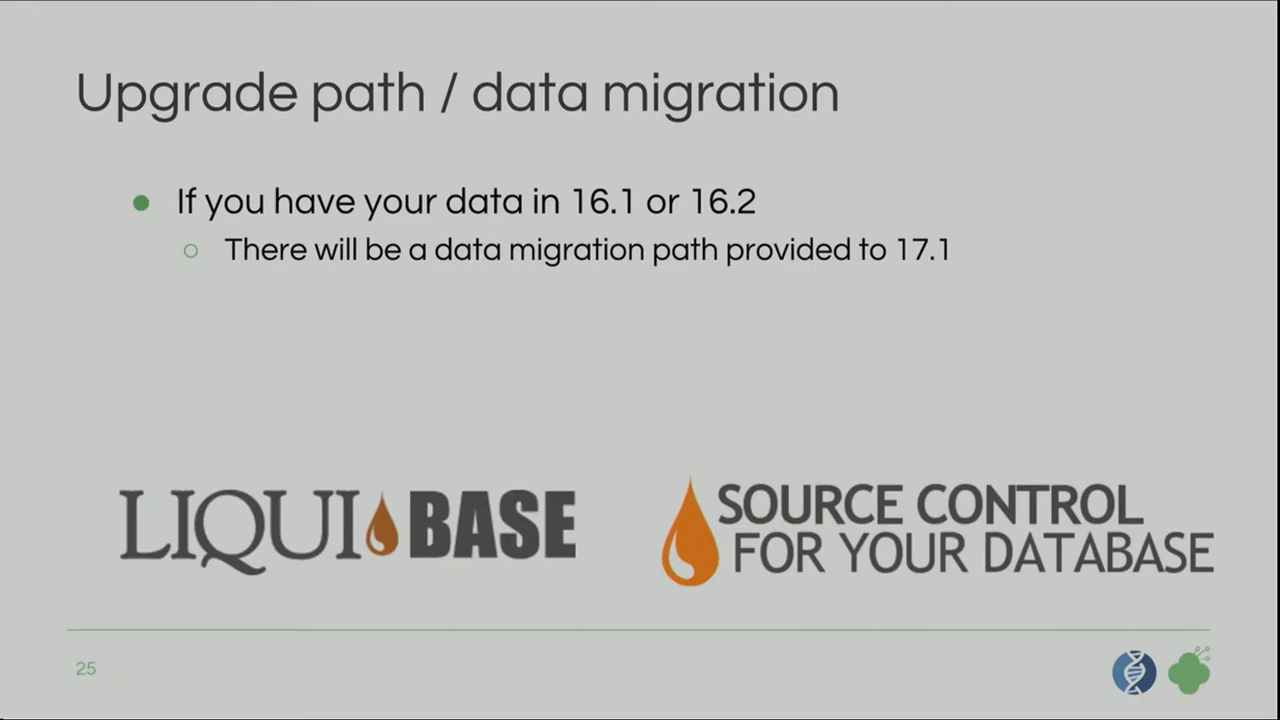 Upgrade path / data migration
If you have your data in 16.1 or 16.2
There will be a data migration path provided to 17.1
LIQUIBASE
SOURCE CONTROL
FOR YOUR DATABASE
25